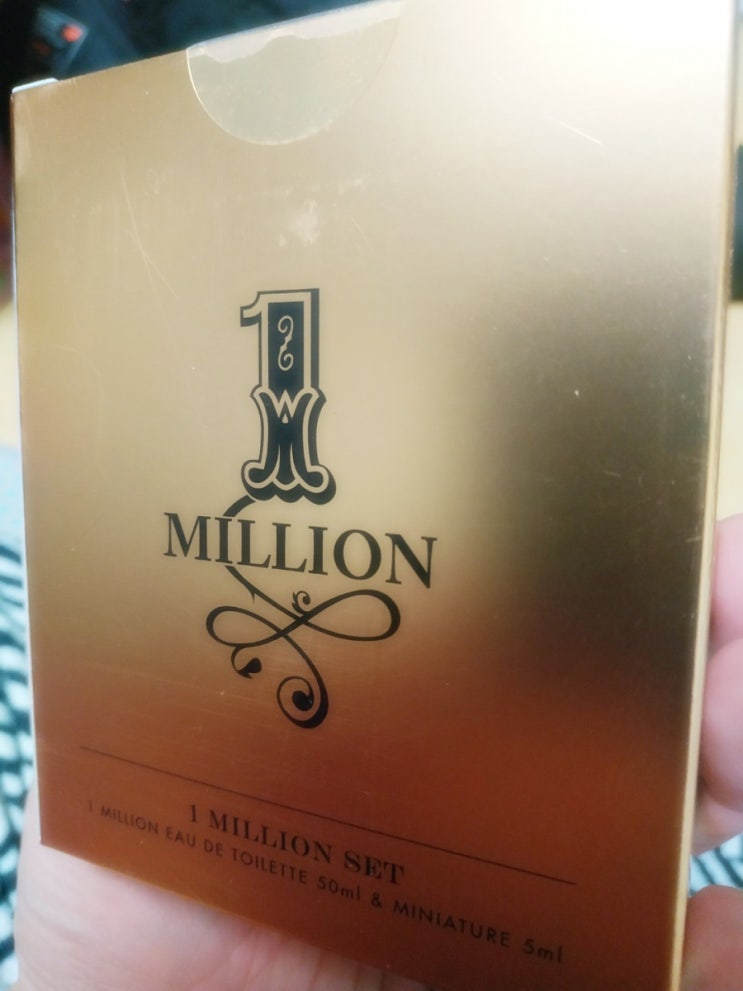 1
MILLION
1 MILLION SET
1 MILLION EAU DE TOILETTE 50ml & MINIATURE 5ml